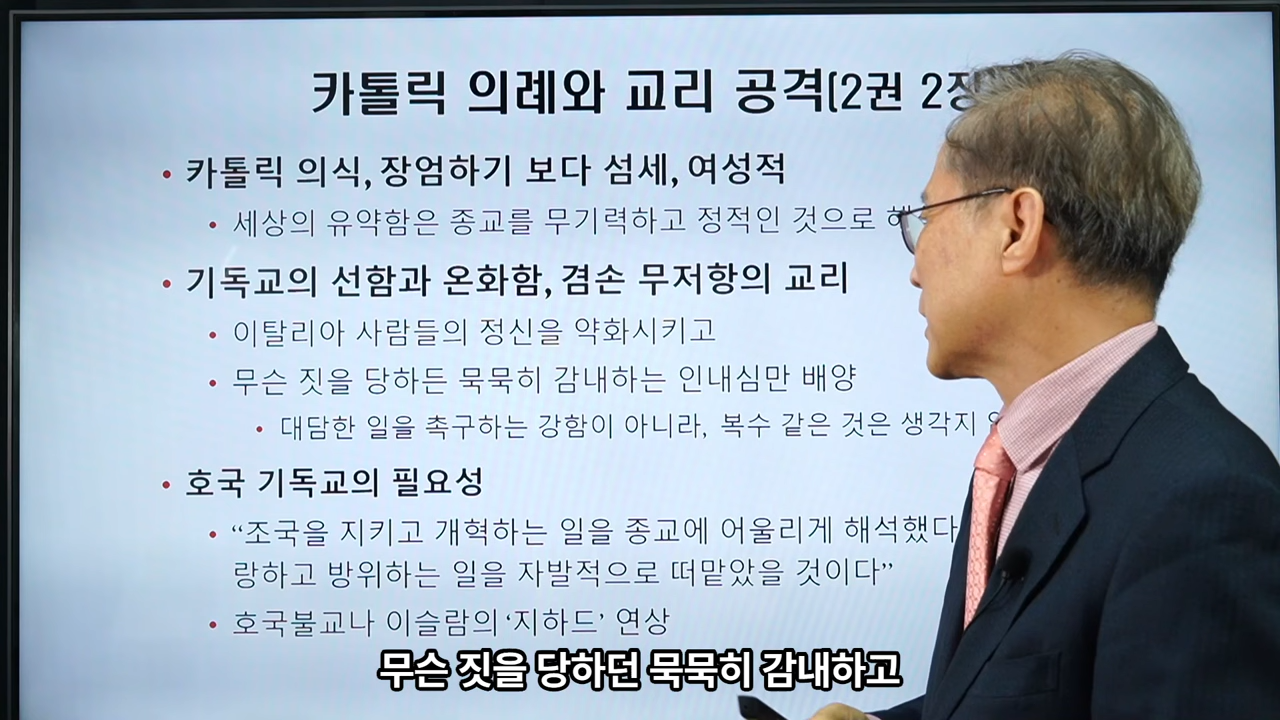 카톨릭 의례와 교리 공격(2권 2장
카톨릭 의식, 장엄하기 보다 섬세, 여성적
세상의 유약함은 종교를 무기력하고 정적인 것으로
기독교의 선함과 온화함, 겸손 무저항의 교리
이탈리아 사람들의 정신을 약화시키고
무슨 짓을 당하든 묵묵히 감내하는 인내심만 배양
대담한 일을 촉구하는 강함이 아니라, 복수 같은 것은 생각지
호국 기독교의 필요성
“조국을 지키고 개혁하는 일을 종교에 어울리게 해석했다
랑하고 방위하는 일을 자발적으로 떠맡았을 것이다”
호국불교나 이슬람의 ‘지하드’ 연상
무슨 짓을 당하던 묵묵히 감내하고